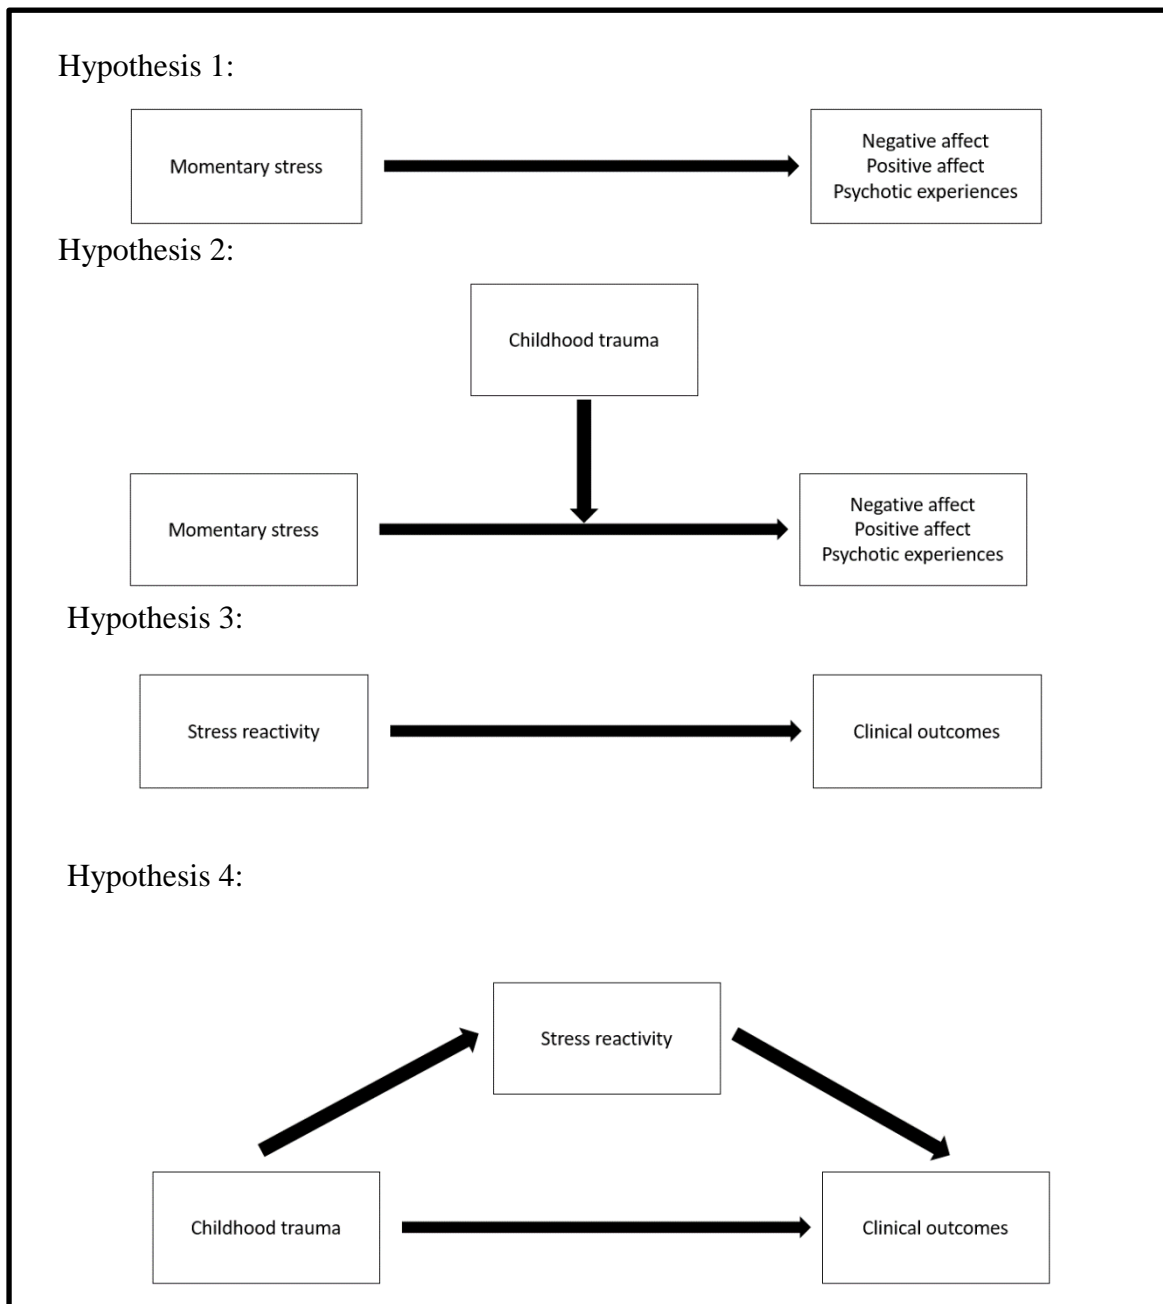 Hypothesis 1:
Momentary stress
Negative affect
Positive affect
Psychotic experiences
Hypothesis 2:
Childhood trauma
Momentary stress
Negative affect
Positive affect
Psychotic experiences
Hypothesis 3:
Stress reactivity
Clinical outcomes
Hypothesis 4:
Stress reactivity
Childhood trauma
Clinical outcomes